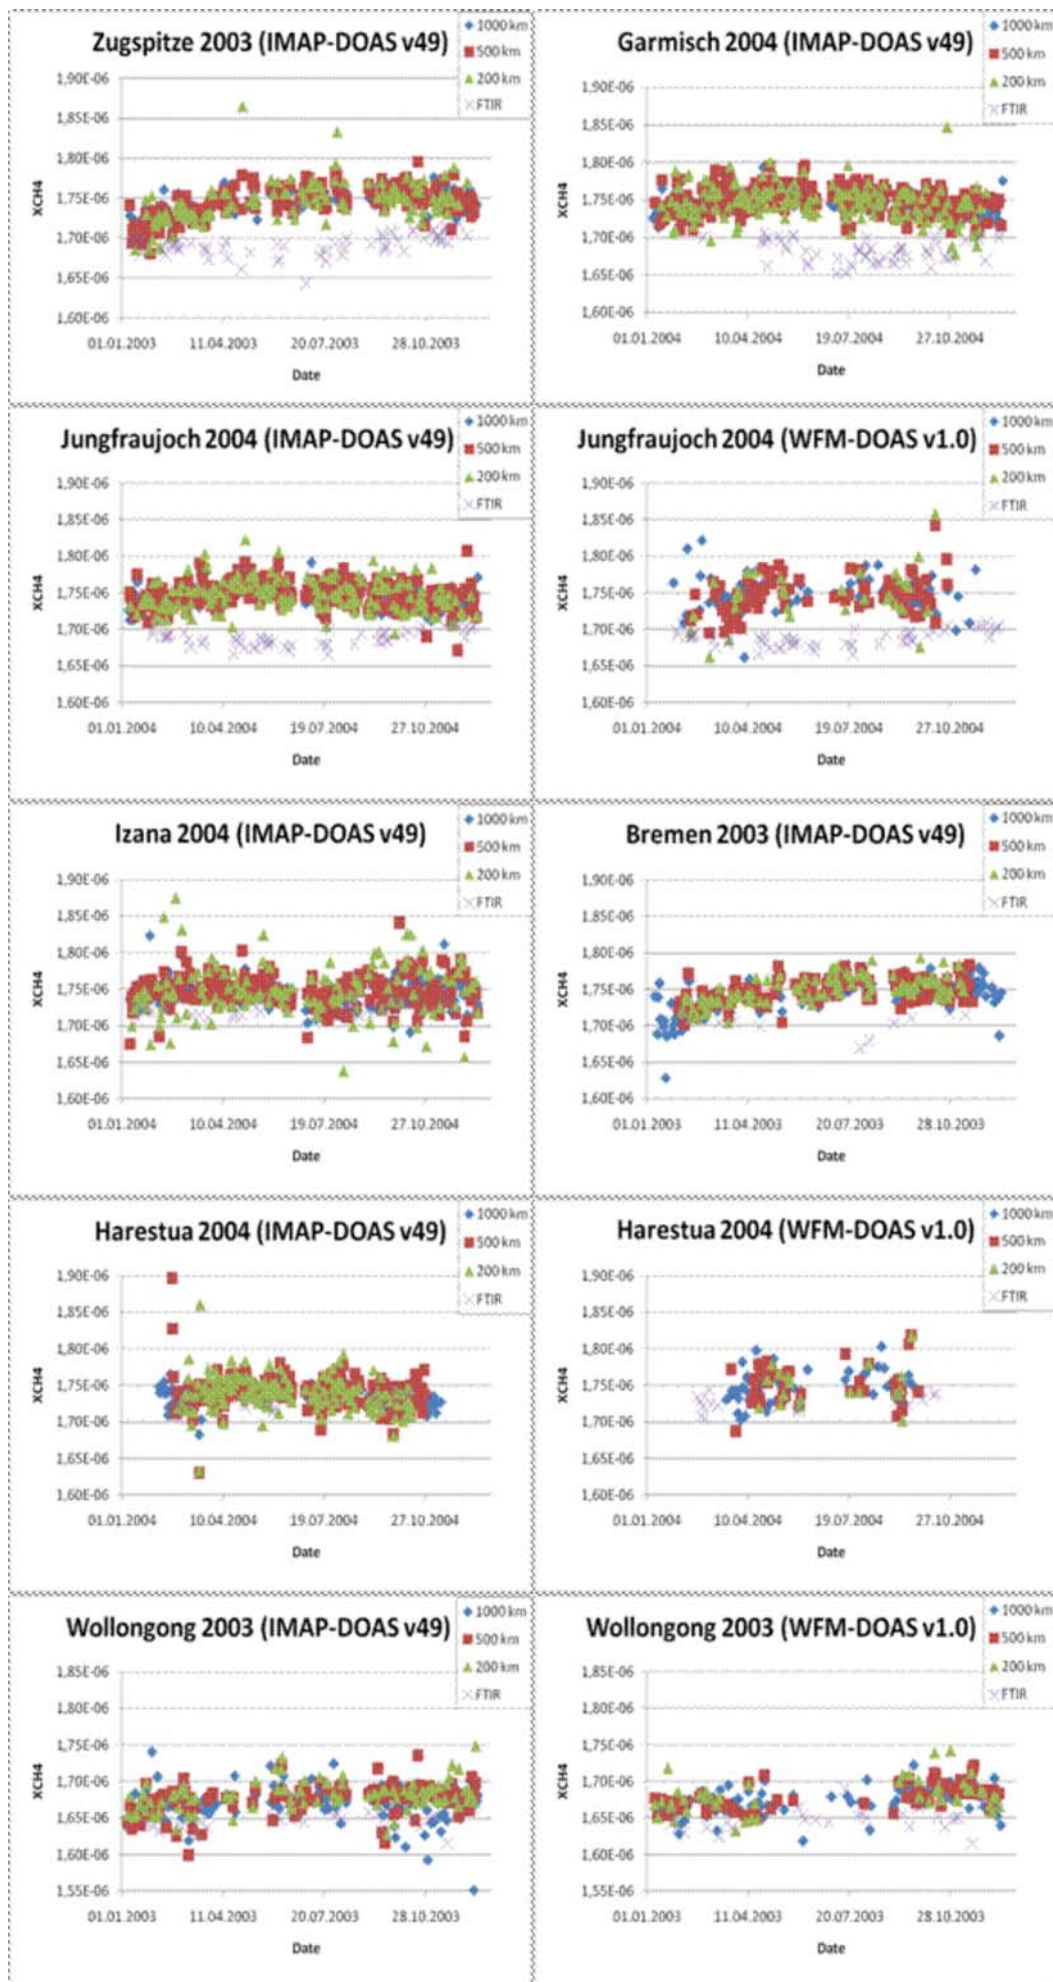 Zugspitze 2003 (IMAP-DOAS v49)
1000 km
500 km
200 km
FTIR
1,90E-06
1,85E-06
1,80E-06
1,75E-06
1,70E-06
1,65E-06
1,60E-06
XCH4
01.01.2003 11.04.2003 20.07.2003 28.10.2003
Date
Garmisch 2004 (IMAP-DOAS v49)
1000 km
500 km
200 km
FTIR
1,90E-06
1,85E-06
1,80E-06
1,75E-06
1,70E-06
1,65E-06
1,60E-06
XCH4
01.01.2004 10.04.2004 19.07.2004 27.10.2004
Date
Jungfraujoch 2004 (IMAP-DOAS v49)
1000 km
500 km
200 km
FTIR
1,90E-06
1,85E-06
1,80E-06
1,75E-06
1,70E-06
1,65E-06
1,60E-06
XCH4
01.01.2004 10.04.2004 19.07.2004 27.10.2004
Date
Jungfraujoch 2004 (WFM-DOAS v1.0)
1000 km
500 km
200 km
FTIR
1,90E-06
1,85E-06
1,80E-06
1,75E-06
1,70E-06
1,65E-06
1,60E-06
XCH4
01.01.2004 10.04.2004 19.07.2004 27.10.2004
Date
Izana 2004 (IMAP-DOAS v49)
1000 km
500 km
200 km
FTIR
1,90E-06
1,85E-06
1,80E-06
1,75E-06
1,70E-06
1,65E-06
1,60E-06
XCH4
01.01.2004 10.04.2004 19.07.2004 27.10.2004
Date
Bremen 2003 (IMAP-DOAS v49)
1000 km
500 km
200 km
FTIR
1,90E-06
1,85E-06
1,80E-06
1,75E-06
1,70E-06
1,65E-06
1,60E-06
XCH4
01.01.2003 11.04.2003 20.07.2003 28.10.2003
Date
Harestua 2004 (IMAP-DOAS v49)
1000 km
500 km
200 km
FTIR
1,90E-06
1,85E-06
1,80E-06
1,75E-06
1,70E-06
1,65E-06
1,60E-06
XCH4
01.01.2004 10.04.2004 19.07.2004 27.10.2004
Date
Harestua 2004 (WFM-DOAS v1.0)
1000 km
500 km
200 km
FTIR
1,90E-06
1,85E-06
1,80E-06
1,75E-06
1,70E-06
1,65E-06
1,60E-06
XCH4
01.01.2004 10.04.2004 19.07.2004 27.10.2004
Date
Wollongong 2003 (IMAP-DOAS v49)
1000 km
500 km
200 km
FTIR
1,85E-06
1,80E-06
1,75E-06
1,70E-06
1,65E-06
1,60E-06
1,55E-06
XCH4
01.01.2003 11.04.2003 20.07.2003 28.10.2003
Date
Wollongong 2003 (WFM-DOAS v1.0)
1000 km
500 km
200 km
FTIR
1,85E-06
1,80E-06
1,75E-06
1,70E-06
1,65E-06
1,60E-06
1,55E-06
XCH4
01.01.2003 11.04.2003 20.07.2003 28.10.2003
Date